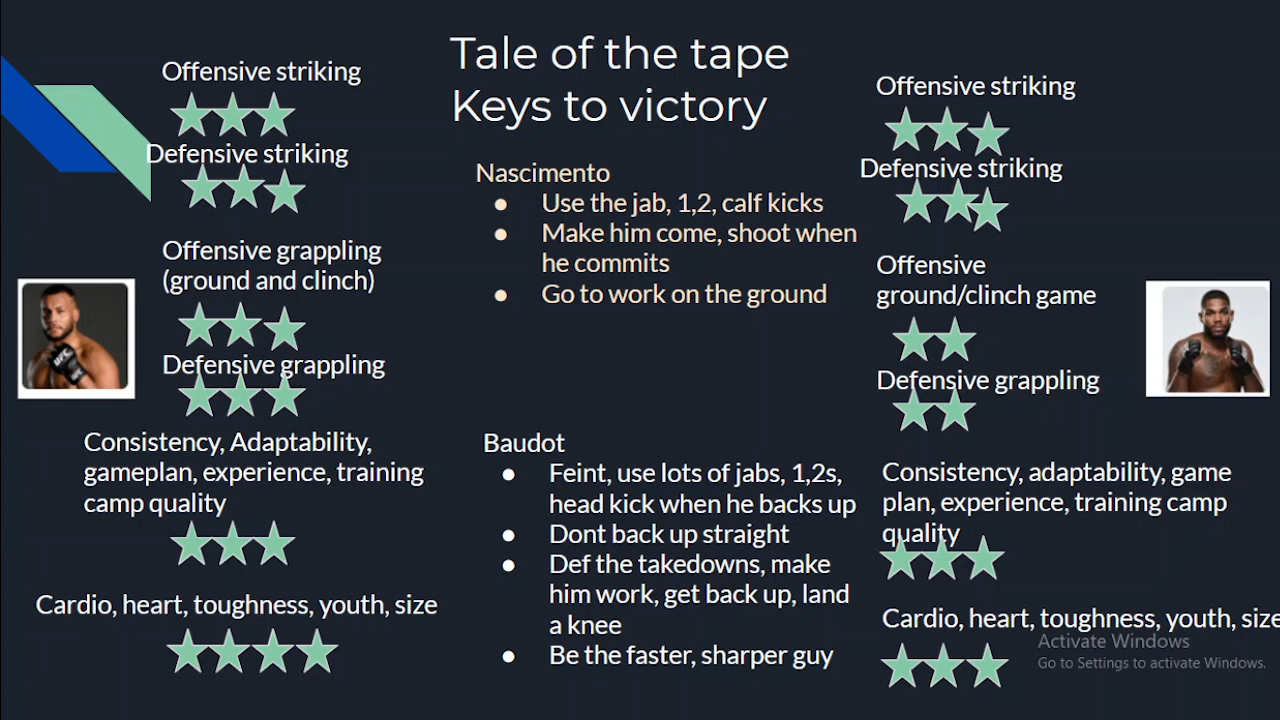 Tale of the tape
Keys to victory
Offensive striking
Defensive striking
Offensive grappling
(ground and clinch)
Defensive grappling
Consistency, Adaptability,
gameplan, experience, training
camp quality
Cardio, heart, toughness, youth, size
Nascimento
● Use the jab, 1,2, calf kicks
● Make him come, shoot when
he commits
● Go to work on the ground
Baudot
● Feint, use lots of jabs, 1,2s,
head kick when he backs up
● Dont back up straight
● Def the takedowns, make
him work, get back up, land
a knee
● Be the faster, sharper guy
Offensive striking
Defensive striking
Offensive
ground/clinch game
Defensive grappling
Consistency, adaptability, game
plan, experience, training camp
quality
Cardio, heart, toughness, youth, size
Activate Windows
Go to Settings to activate Windows.
UFC